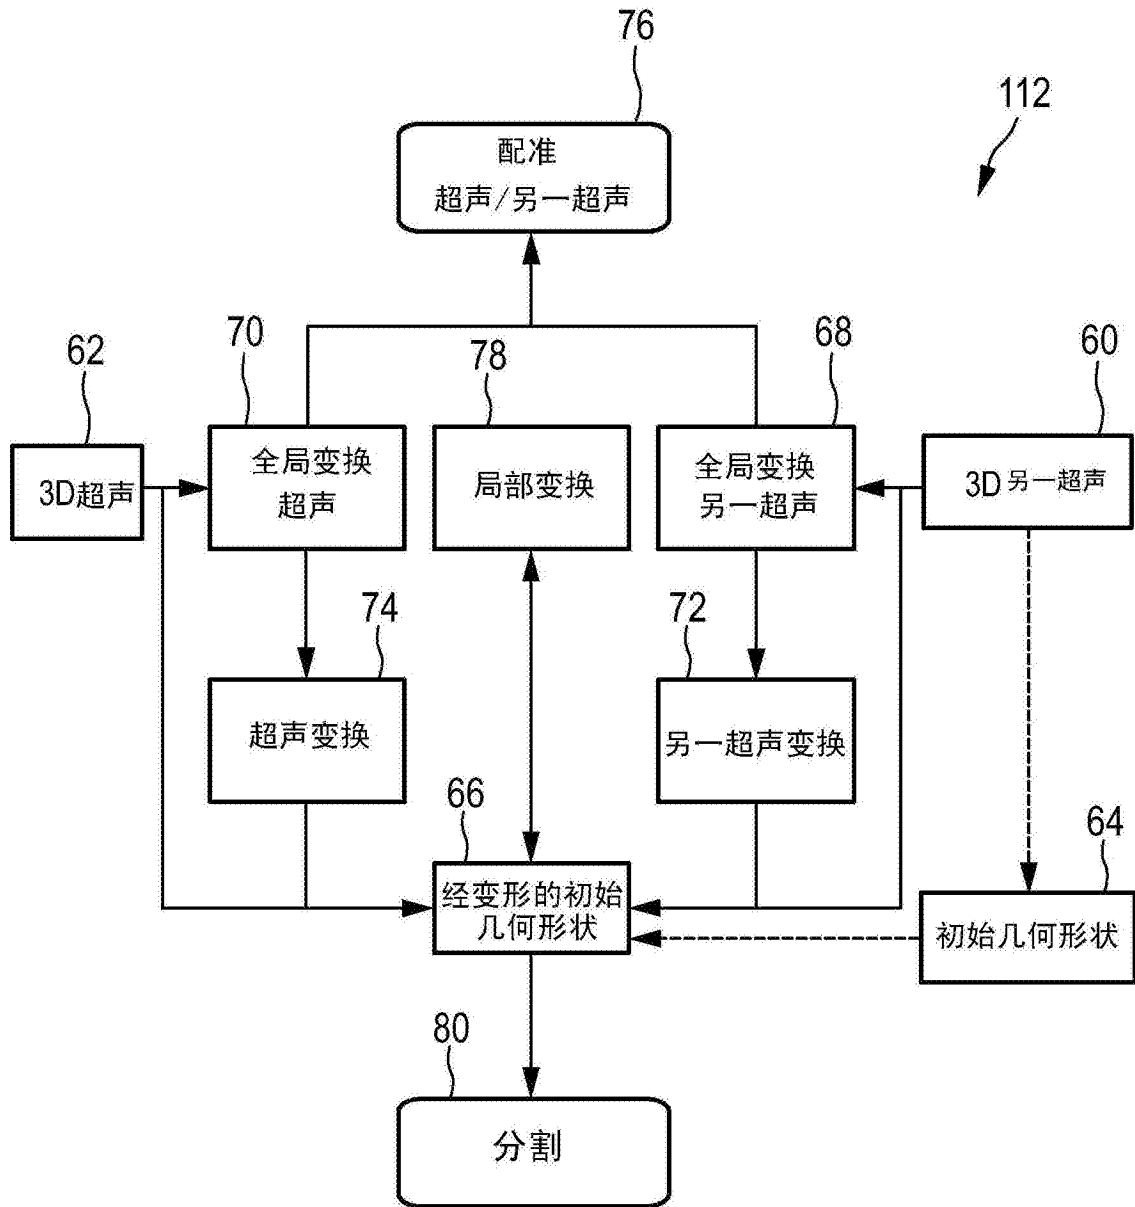 76
112
配准
超声/另一超声
62
70
78
68
60
3D超声
全局变换
超声
局部变换
全局变换
另一超声
3D 另一超声
74
72
超声变换
另一超声变换
66
64
经变形的初始
几何形状
初始几何形状
80
分割